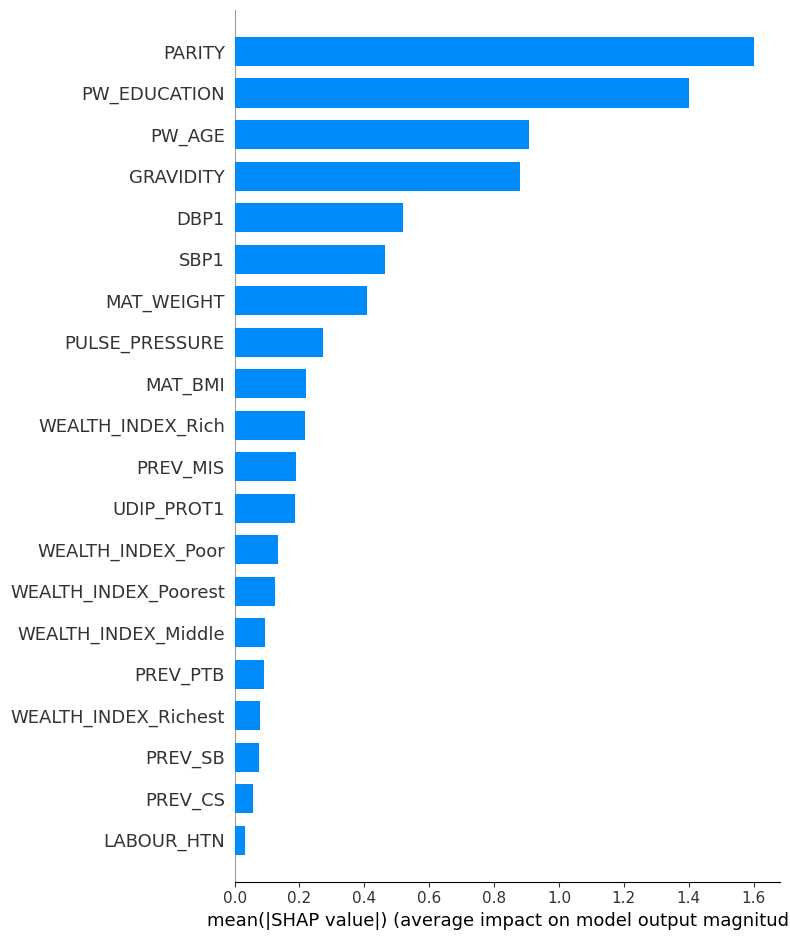 PARITY
PW_EDUCATION
PW_AGE
GRAVIDITY
DBP1
SBP1
MAT_WEIGHT
PULSE_PRESSURE
MAT_BMI
WEALTH_INDEX_Rich
PREV_MIS
UDIP_PROT1
WEALTH_INDEX_Poor
WEALTH_INDEX_Poorest
WEALTH_INDEX_Middle
PREV_PTB
WEALTH_INDEX_Richest
PREV_SB
PREV_CS
LABOUR_HTN
0.0 0.2 0.4 0.6 0.8 1.0 1.2 1.4 1.6
mean(|SHAP value|) (average impact on model output magnitud